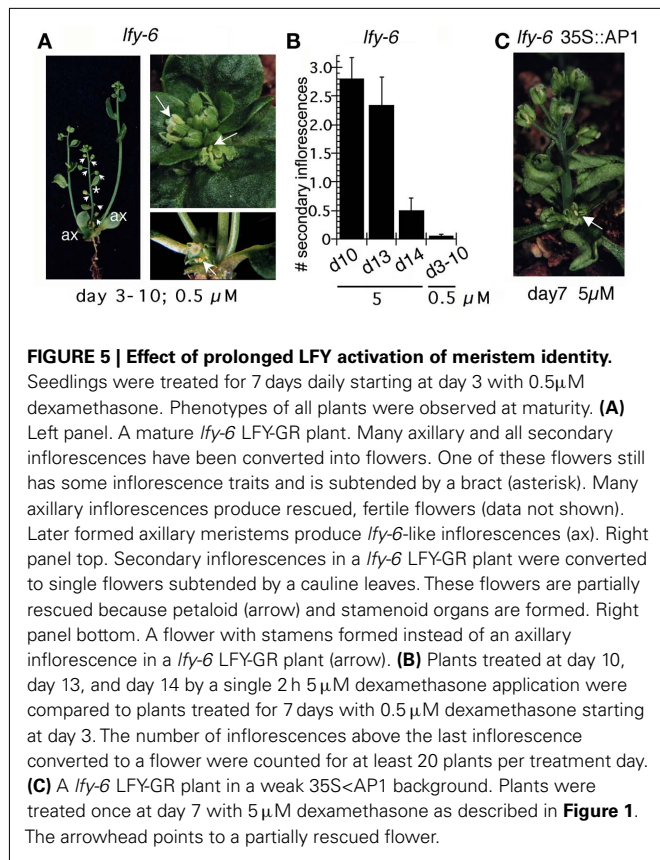 A
lfy-6
ax
ax
*
day 3-10; 0.5 µM
B
lfy-6
# secondary inflorescences
3.0
2.5
2.0
1.5
1.0
0.5
0
d10
d13
d14
d3-10
5
0.5 µM
C
lfy-6 35S::AP1
day7 5µM
FIGURE 5 | Effect of prolonged LFY activation of meristem identity.
Seedlings were treated for 7 days daily starting at day 3 with 0.5µM
dexamethasone. Phenotypes of all plants were observed at maturity. (A)
Left panel. A mature lfy-6 LFY-GR plant. Many axillary and all secondary
inflorescences have been converted into flowers. One of these flowers still
has some inflorescence traits and is subtended by a bract (asterisk). Many
axillary inflorescences produce rescued, fertile flowers (data not shown).
Later formed axillary meristems produce lfy-6-like inflorescences (ax). Right
panel top. Secondary inflorescences in a lfy-6 LFY-GR plant were converted
to single flowers subtended by a cauline leaves. These flowers are partially
rescued because petaloid (arrow) and stamenoid organs are formed. Right
panel bottom. A flower with stamens formed instead of an axillary
inflorescence in a lfy-6 LFY-GR plant (arrow). (B) Plants treated at day 10,
day 13, and day 14 by a single 2 h 5 µM dexamethasone application were
compared to plants treated for 7 days with 0.5 µM dexamethasone starting
at day 3. The number of inflorescences above the last inflorescence
converted to a flower were counted for at least 20 plants per treatment day.
(C) A lfy-6 LFY-GR plant in a weak 35S<AP1 background. Plants were
treated once at day 7 with 5 µM dexamethasone as described in Figure 1.
The arrowhead points to a partially rescued flower.